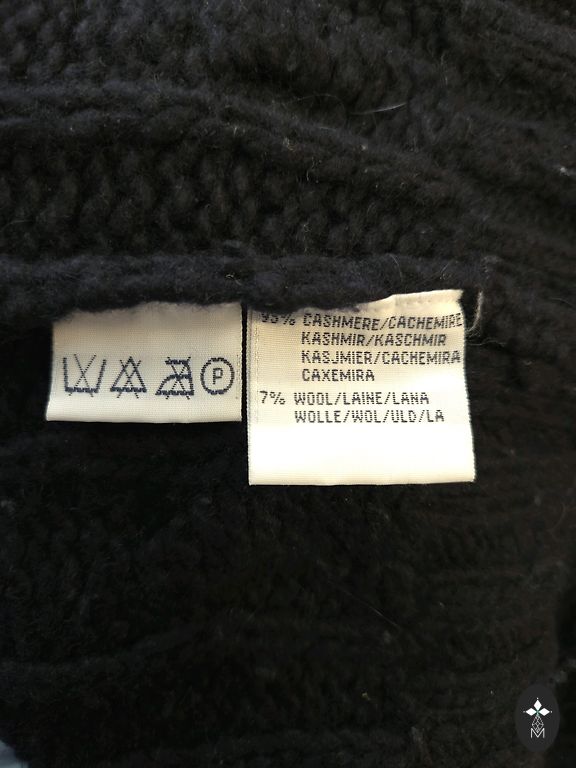 P
93% CASHMERE/CACHEMIRE
KASHMIR/KASCHMIR
KASJMIER/CACHEMIRA
CAXEMIRA
7% WOOL/LAINE/LANA
WOLLE/WOL/ULD/LA
M